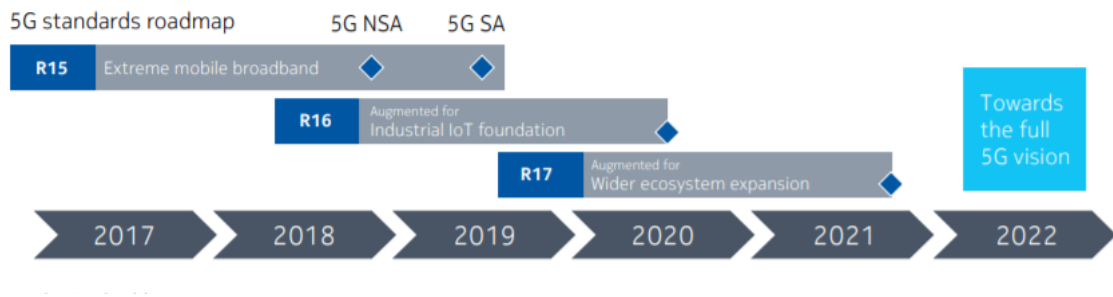 5G standards roadmap
5G NSA
5G SA
R15
Extreme mobile broadband
R16
Augmented for
Industrial IoT foundation
R17
Augmented for
Wider ecosystem expansion
Towards
the full
5G vision
2017
2018
2019
2020
2021
2022